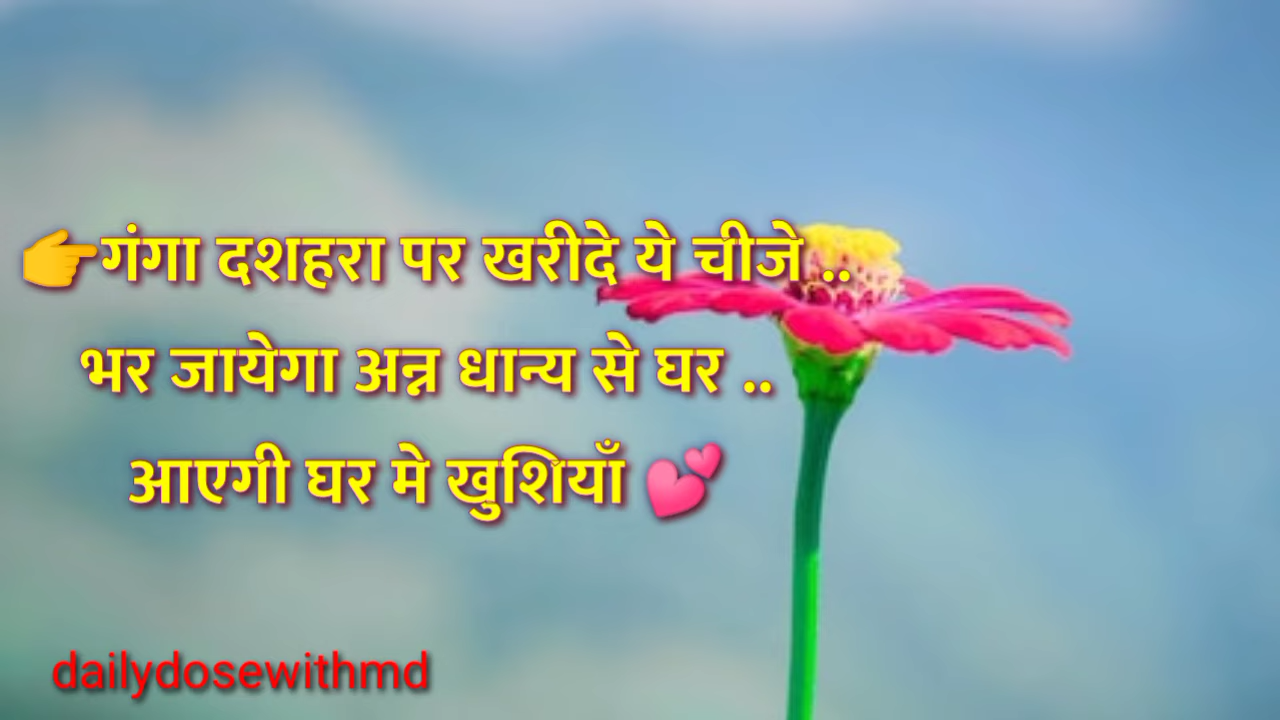 👉गंगा दशहरा पर खरीदे ये चीजे ..
भर जायेगा अन्न धान्य से घर ..
आएगी घर मे खुशियाँ 💕
dailydosewithmd